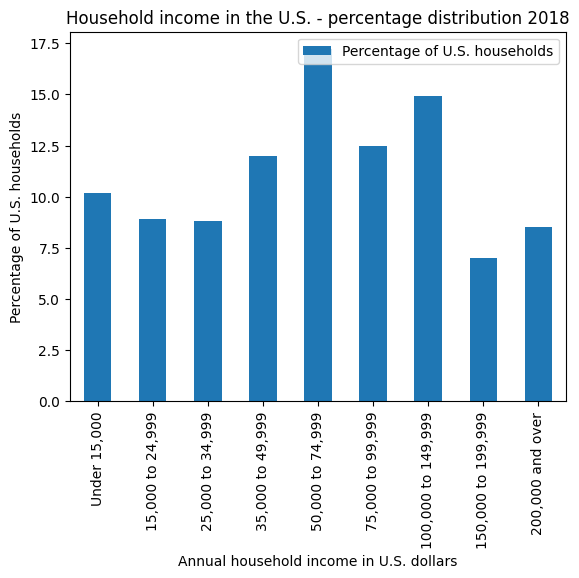 Household income in the U.S. - percentage distribution 2018
Percentage of U.S. households
17.5
15.0
12.5
10.0
7.5
5.0
2.5
0.0
Percentage of U.S. households
Under 15,000
15,000 to 24,999
25,000 to 34,999
35,000 to 49,999
50,000 to 74,999
75,000 to 99,999
100,000 to 149,999
150,000 to 199,999
200,000 and over
Annual household income in U.S. dollars